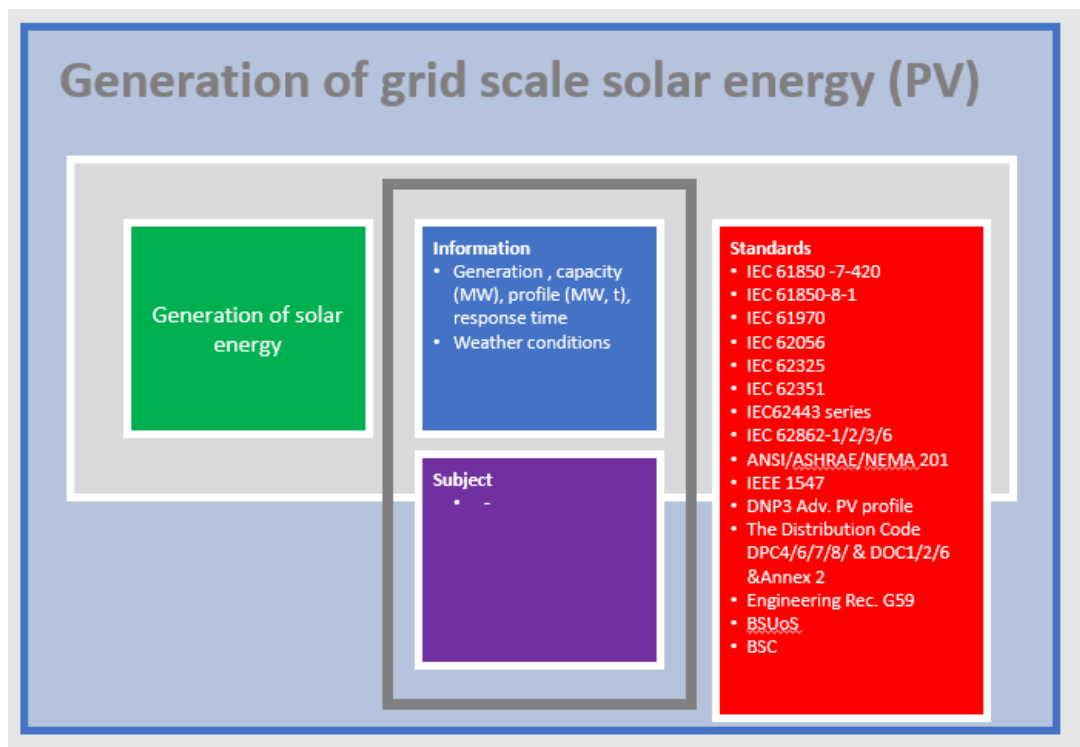 Generation of grid scale solar energy (PV)
Generation of solar
energy
Information
• Generation , capacity
(MW), profile (MW, t),
response time
• Weather conditions
Subject
• -
Standards
• IEC 61850 -7-420
• IEC 61850-8-1
• IEC 61970
• IEC 62056
• IEC 62325
• IEC 62351
• IEC62443 series
• IEC 62862-1/2/3/6
• ANSI/ASHRAE/NEMA 201
• IEEE 1547
• DNP3 Adv. PV profile
• The Distribution Code
DPC4/6/7/8/ & DOC1/2/6
&Annex 2
• Engineering Rec. G59
• BSUoS
• BSC